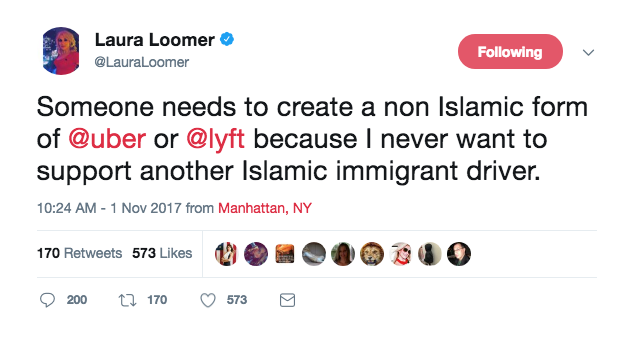 Laura Loomer
@LauraLoomer
Following
Someone needs to create a non Islamic form
of @uber or @lyft because I never want to
support another Islamic immigrant driver.
10:24 AM - 1 Nov 2017 from Manhattan, NY
170 Retweets 573 Likes
200 170 573